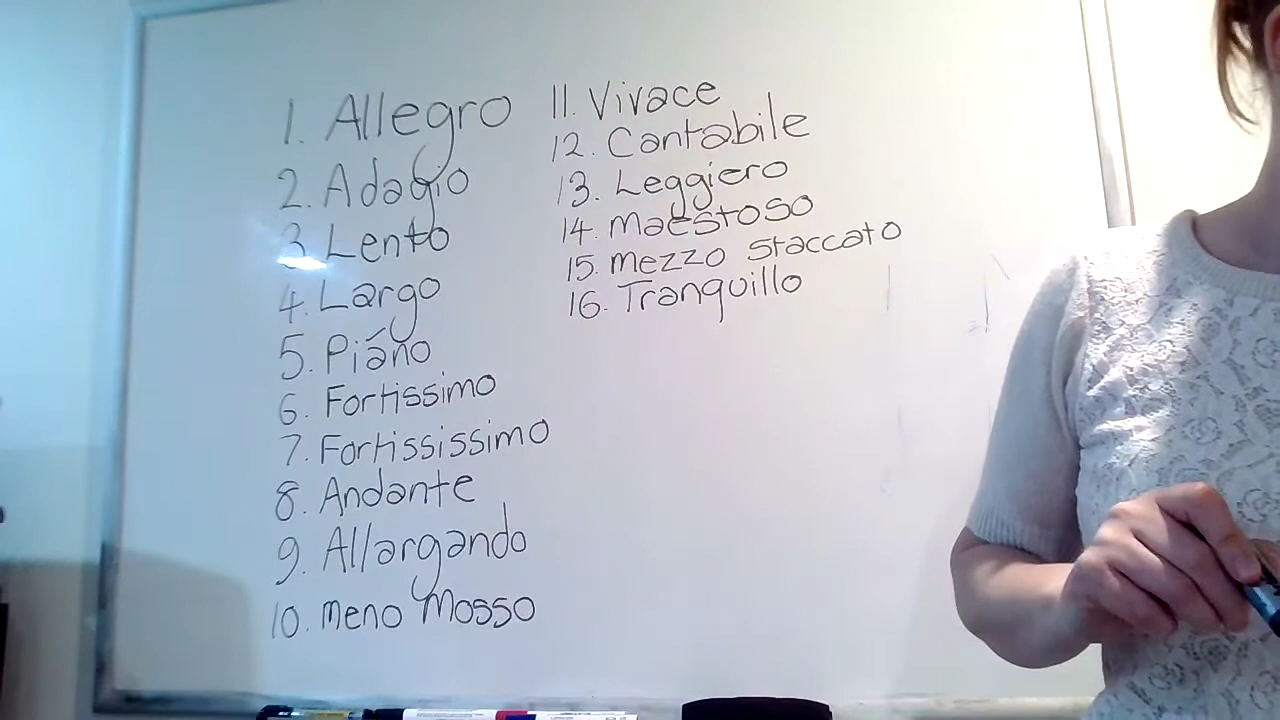 1. Allegro
2. Adagio
3 Lento
4. Largo
5. Piáno
6. Fortissimo
7. Fortississimo
8. Andante
9. Allargando
10. Meno Mosso
11. Vivace
12. Cantabile
13. Leggiero
14. Maestoso
15. Mezzo Staccato
16. Tranquillo